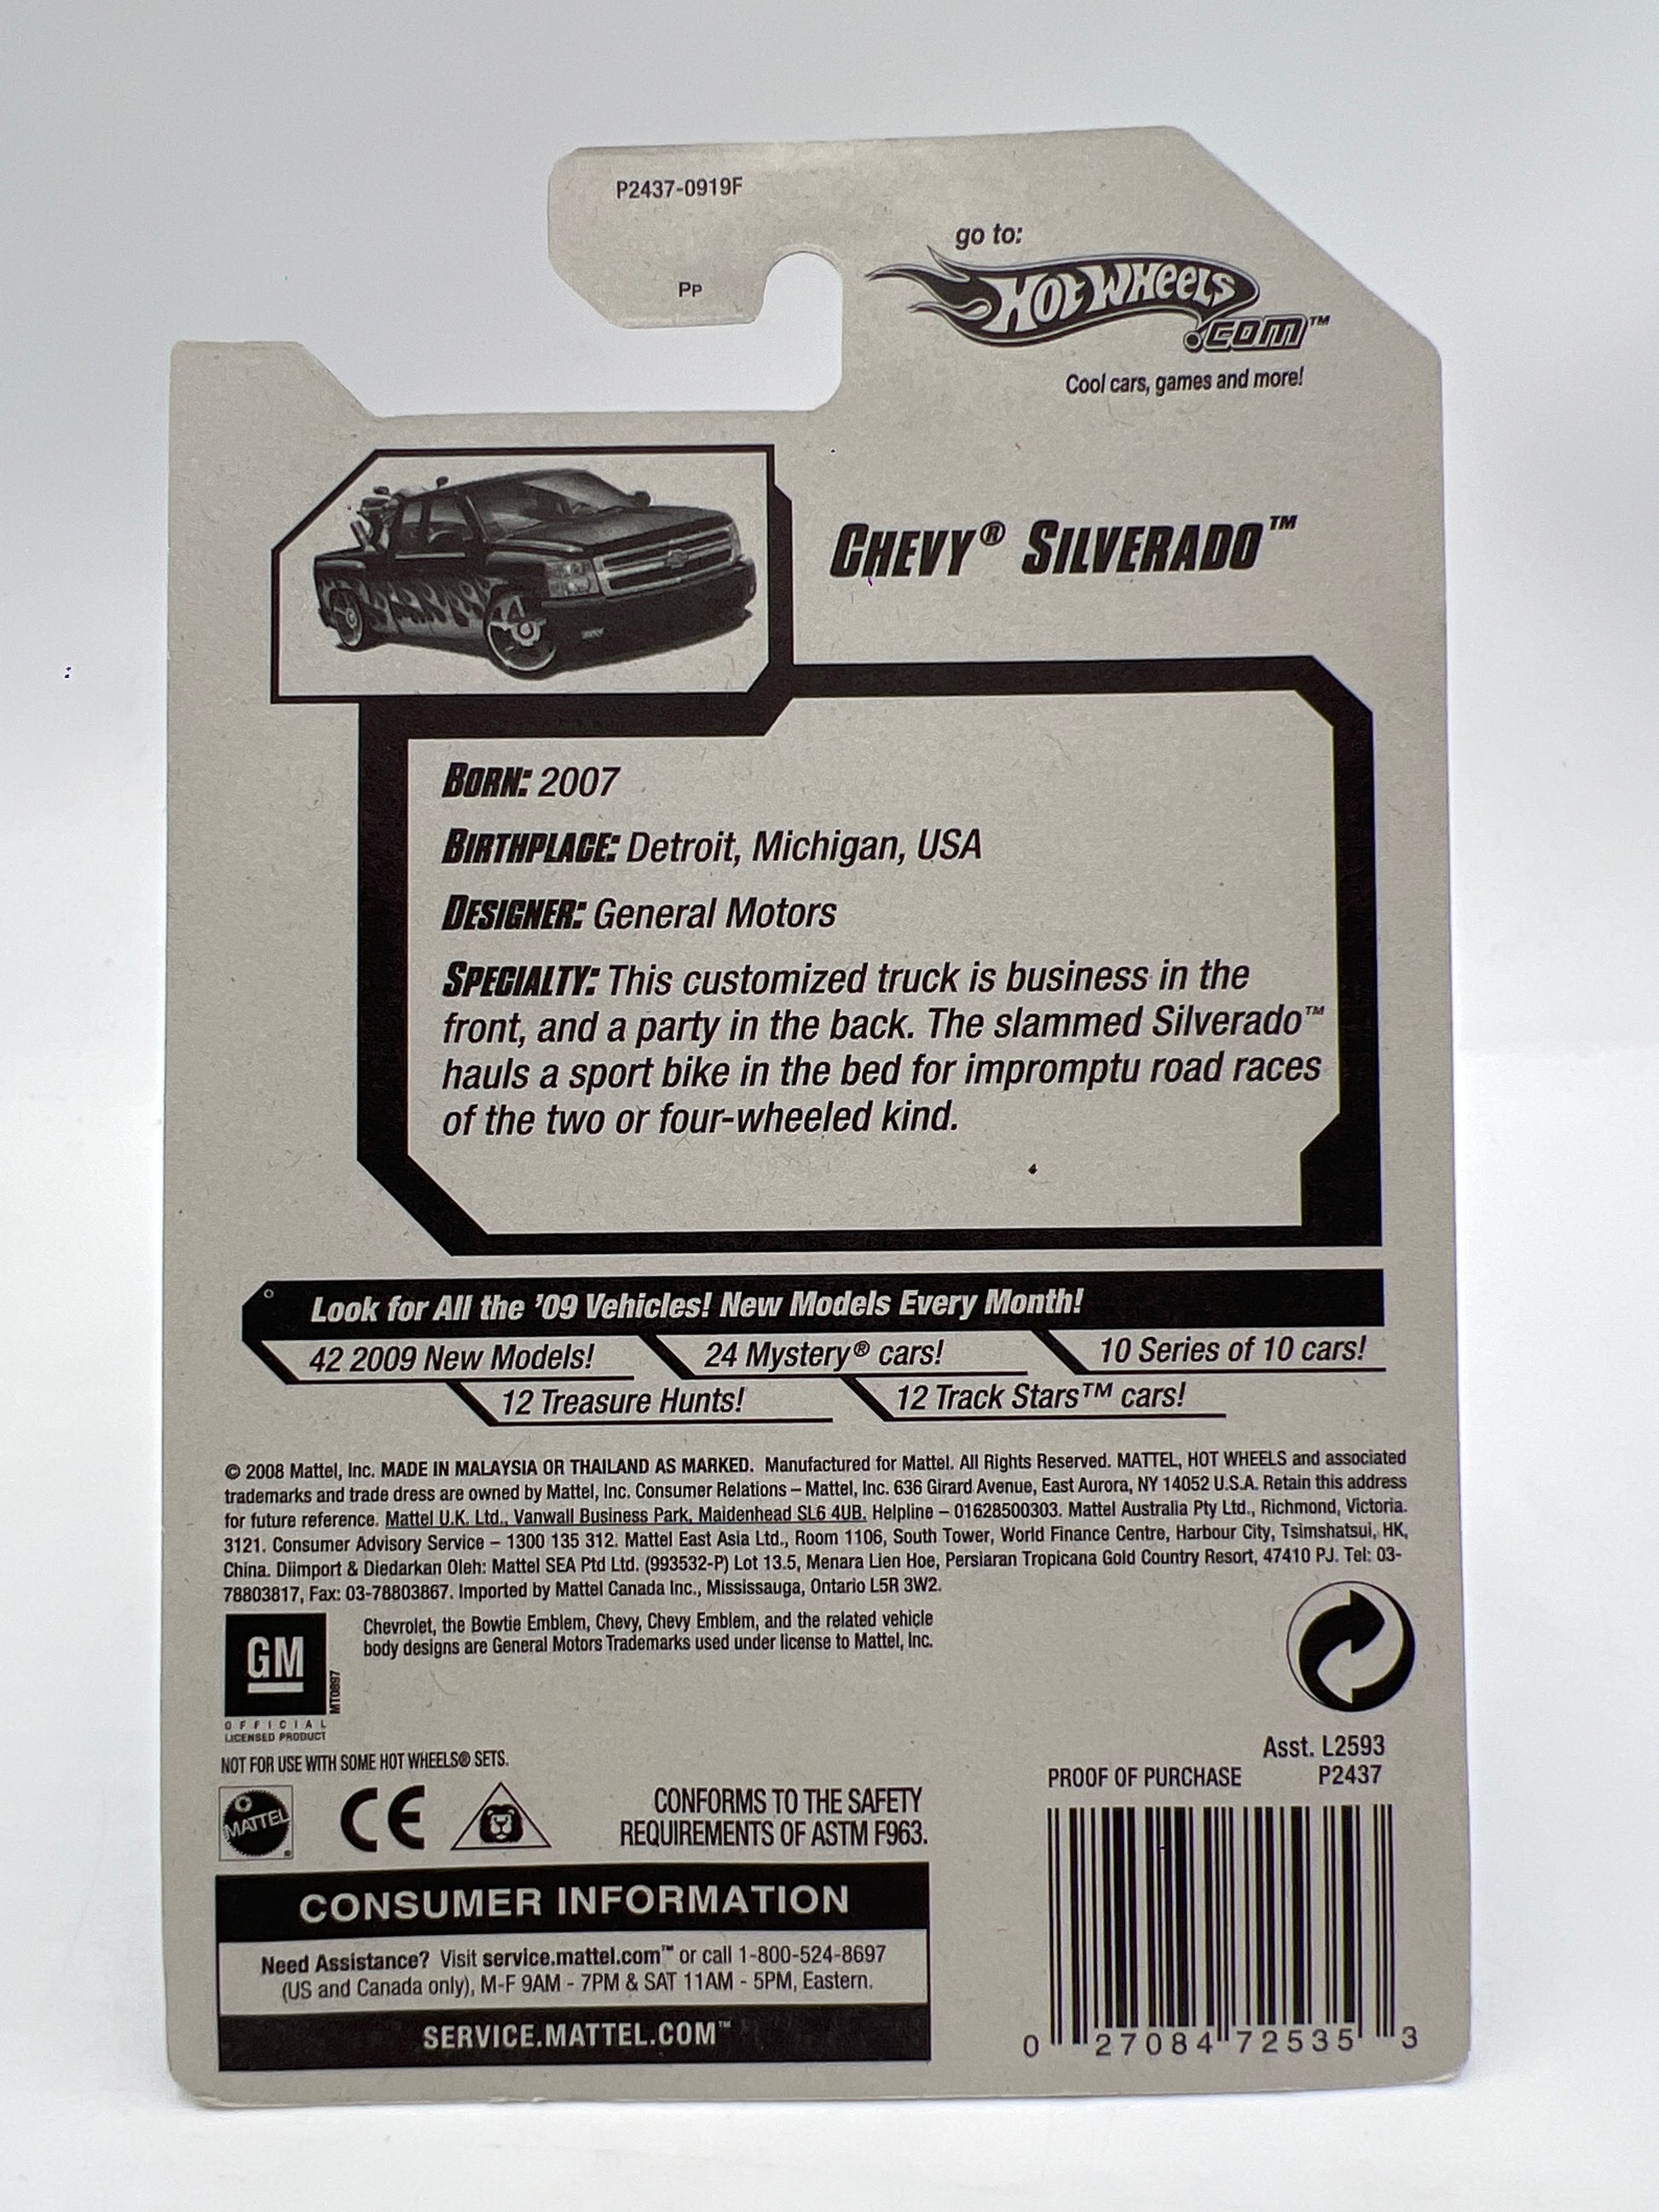 P2437-0919F
PP
go to:
HOT WHEELS
.COM™
Cool cars, games and more!
CHEVY® SILVERADO™
BORN: 2007
BIRTHPLACE: Detroit, Michigan, USA
DESIGNER: General Motors
SPECIALTY: This customized truck is business in the
front, and a party in the back. The slammed Silverado™
hauls a sport bike in the bed for impromptu road races
of the two or four-wheeled kind.
Look for All the '09 Vehicles! New Models Every Month!
42 2009 New Models! 24 Mystery® cars! 10 Series of 10 cars!
12 Treasure Hunts! 12 Track Stars™ cars!
© 2008 Mattel, Inc. MADE IN MALAYSIA OR THAILAND AS MARKED. Manufactured for Mattel. All Rights Reserved. MATTEL, HOT WHEELS and associated
trademarks and trade dress are owned by Mattel, Inc. Consumer Relations – Mattel, Inc. 636 Girard Avenue, East Aurora, NY 14052 U.S.A. Retain this address
for future reference. Mattel U.K. Ltd., Vanwall Business Park, Maidenhead SL6 4UB. Helpline – 01628500303. Mattel Australia Pty Ltd., Richmond, Victoria.
3121. Consumer Advisory Service – 1300 135 312. Mattel East Asia Ltd., Room 1106, South Tower, World Finance Centre, Harbour City, Tsimshatsui, HK,
China. Diimport & Diedarkan Oleh: Mattel SEA Ptd Ltd. (993532-P) Lot 13.5, Menara Lien Hoe, Persiaran Tropicana Gold Country Resort, 47410 PJ. Tel: 03-
78803817, Fax: 03-78803867. Imported by Mattel Canada Inc., Mississauga, Ontario L5R 3W2.
GM
MT0897
OFFICIAL
LICENSED PRODUCT
Chevrolet, the Bowtie Emblem, Chevy, Chevy Emblem, and the related vehicle
body designs are General Motors Trademarks used under license to Mattel, Inc.
NOT FOR USE WITH SOME HOT WHEELS® SETS.
MATTEL®
CE
CONFORMS TO THE SAFETY
REQUIREMENTS OF ASTM F963.
Asst. L2593
PROOF OF PURCHASE P2437
CONSUMER INFORMATION
Need Assistance? Visit service.mattel.com™ or call 1-800-524-8697
(US and Canada only), M-F 9AM - 7PM & SAT 11AM - 5PM, Eastern.
SERVICE.MATTEL.COM™
0 27084 72535 3